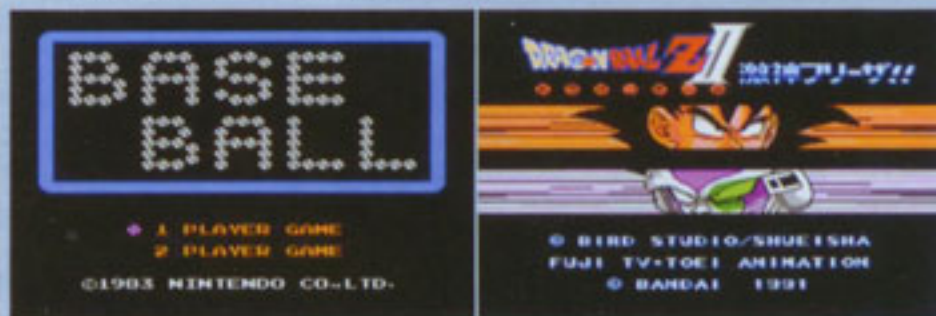 BASE
BALL
1 PLAYER GAME
2 PLAYER GAME
©1983 NINTENDO CO.,LTD.
DRAGON BALL Z II
激神フリーザ!!
© BIRD STUDIO/SHUEISHA
FUJI TV・TOEI ANIMATION
© BANDAI 1991